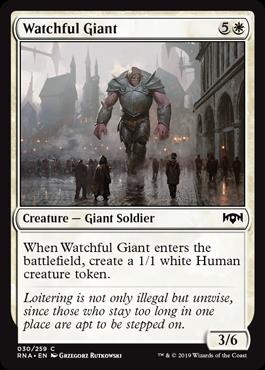 Watchful Giant 5
Creature — Giant Soldier
When Watchful Giant enters the
battlefield, create a 1/1 white Human
creature token.
Loitering is not only illegal but unwise,
since those who stay too long in one
place are apt to be stepped on.
3/6
030/259 C
RNA • EN GRZEGORZ RUTKOWSKI ™ & © 2019 Wizards of the Coast